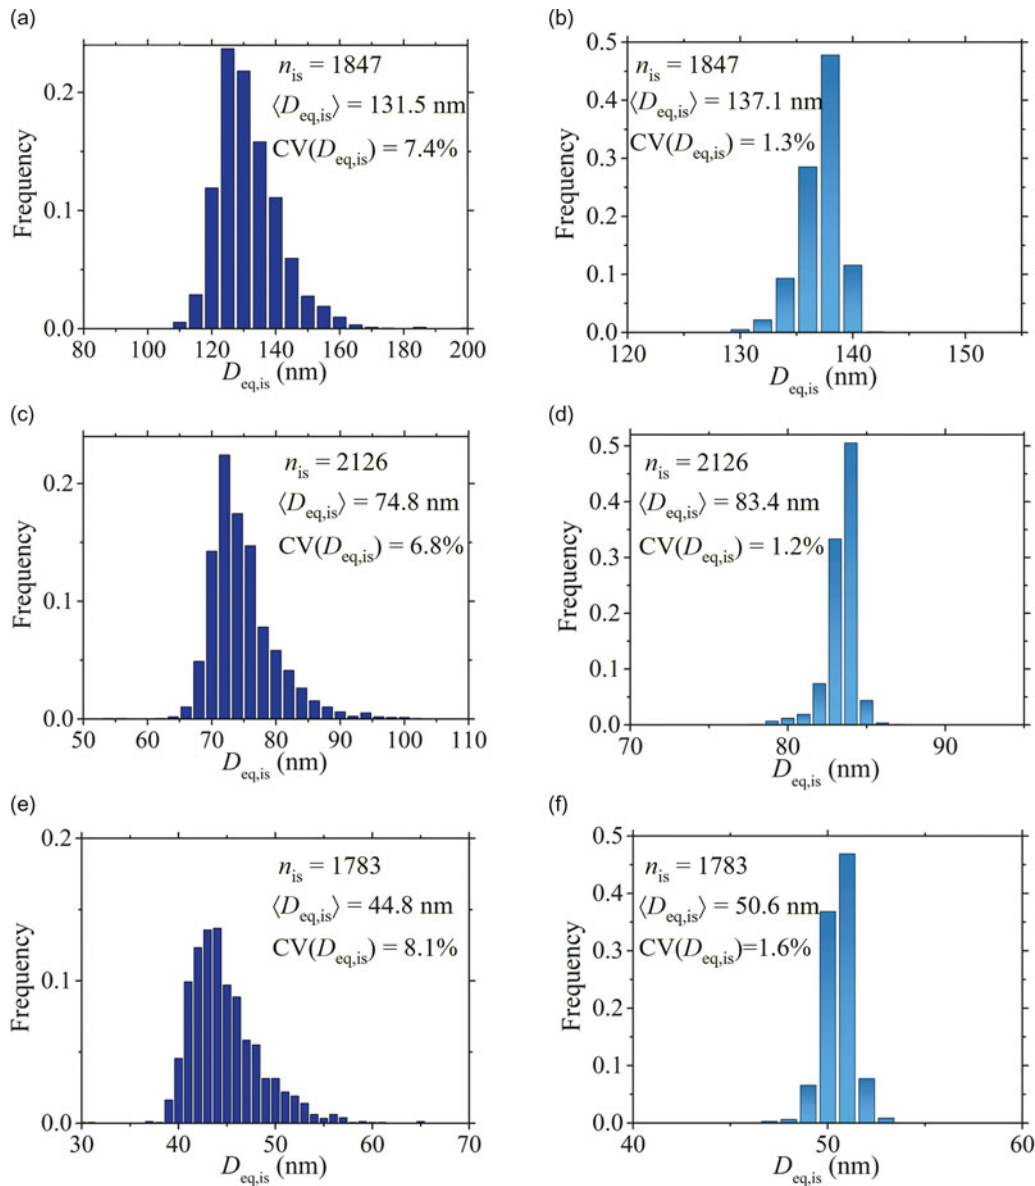 (a)
n_is = 1847
⟨D_eq,is⟩ = 131.5 nm
CV(D_eq,is) = 7.4%
Frequency
0.2
0.1
0.0
80 100 120 140 160 180 200
D_eq,is (nm)
(b)
n_is = 1847
⟨D_eq,is⟩ = 137.1 nm
CV(D_eq,is) = 1.3%
Frequency
0.5
0.4
0.3
0.2
0.1
0.0
120 130 140 150
D_eq,is (nm)
(c)
n_is = 2126
⟨D_eq,is⟩ = 74.8 nm
CV(D_eq,is) = 6.8%
Frequency
0.2
0.1
0.0
50 60 70 80 90 100 110
D_eq,is (nm)
(d)
n_is = 2126
⟨D_eq,is⟩ = 83.4 nm
CV(D_eq,is) = 1.2%
Frequency
0.5
0.4
0.3
0.2
0.1
0.0
70 80 90
D_eq,is (nm)
(e)
n_is = 1783
⟨D_eq,is⟩ = 44.8 nm
CV(D_eq,is) = 8.1%
Frequency
0.2
0.1
0.0
30 40 50 60 70
D_eq,is (nm)
(f)
n_is = 1783
⟨D_eq,is⟩ = 50.6 nm
CV(D_eq,is)=1.6%
Frequency
0.5
0.4
0.3
0.2
0.1
0.0
40 50 60
D_eq,is (nm)